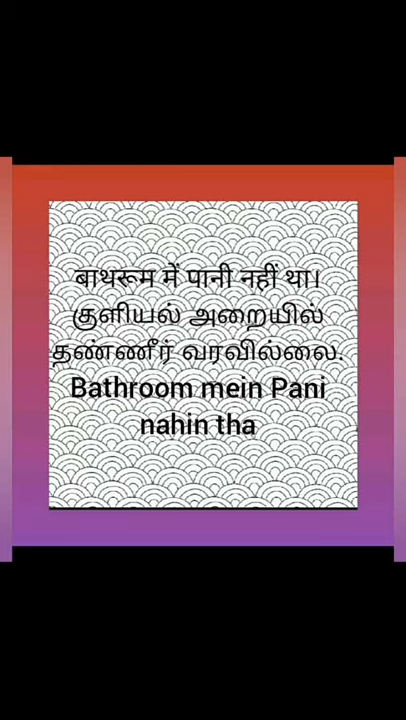 बाथरूम में पानी नहीं था।
குளியல் அறையில்
தண்ணீர் வரவில்லை.
Bathroom mein Pani
nahin tha